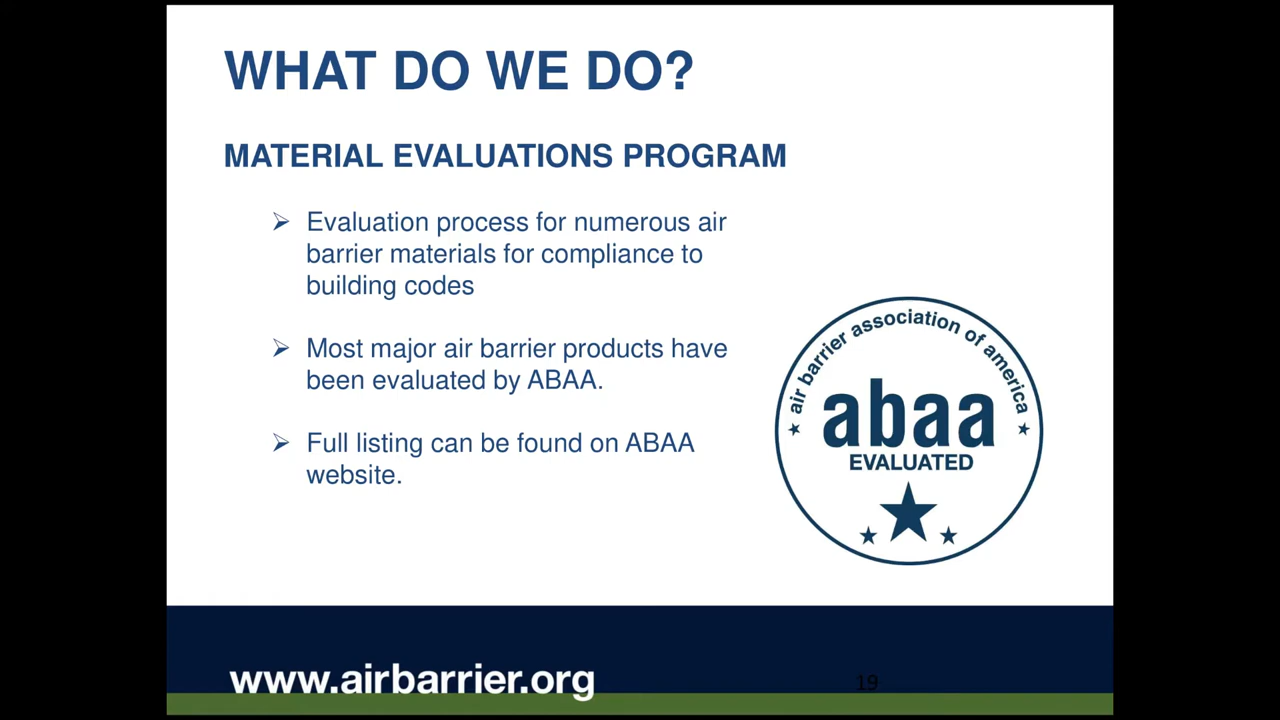 WHAT DO WE DO?
MATERIAL EVALUATIONS PROGRAM
➢ Evaluation process for numerous air
barrier materials for compliance to
building codes
➢ Most major air barrier products have
been evaluated by ABAA.
➢ Full listing can be found on ABAA
website.
air barrier association of america
abaa
EVALUATED
www.airbarrier.org
19